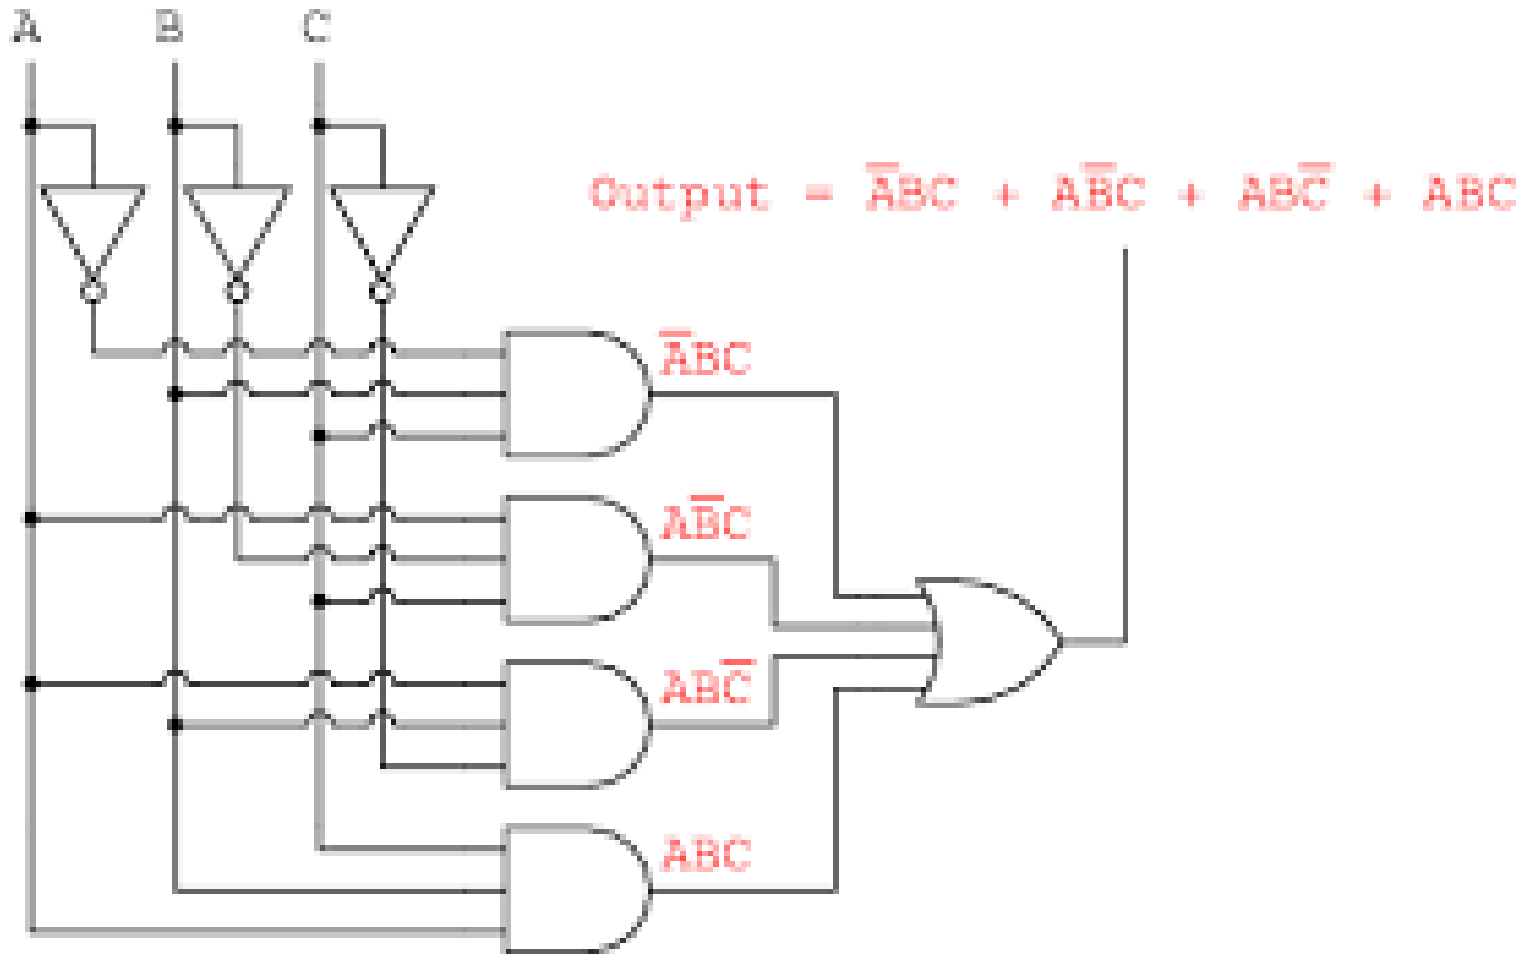 A B C
Output = A̅BC + AB̅C + ABC̅ + ABC
A̅BC
AB̅C
ABC̅
ABC